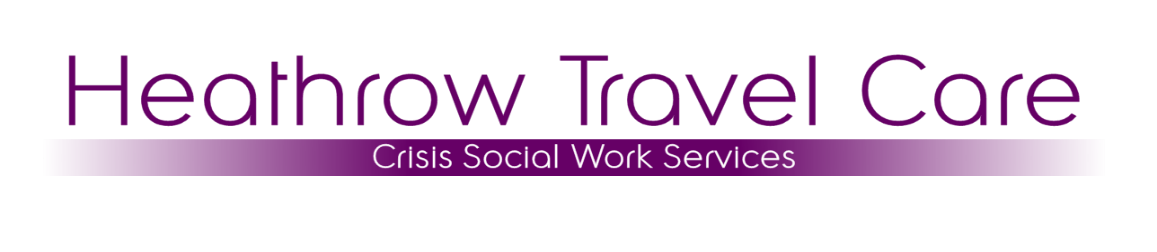 Heathrow Travel Care
Crisis Social Work Services